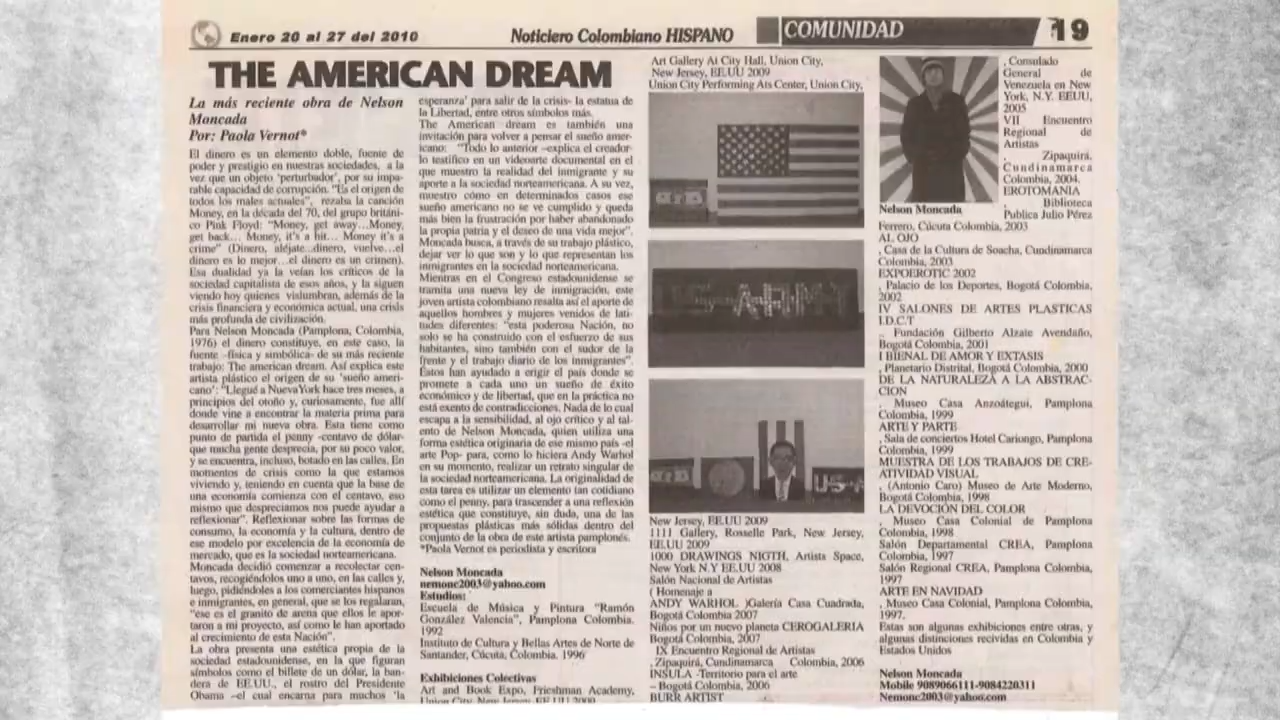 Enero 20 al 27 del 2010
Noticiero Colombiano HISPANO
COMUNIDAD
19
THE AMERICAN DREAM
La más reciente obra de Nelson
Moncada
Por: Paola Vernot*
El dinero es un elemento doble, fuente de
poder y prestigio en nuestras sociedades, a la
vez que un objeto 'perturbador', por su impa-
rable capacidad de corrupción. "Es el origen de
todos los males actuales", rezaba la canción
Money, en la década del 70, del grupo británi-
co Pink Floyd: "Money, get away…Money,
get back… Money, it's a hit… Money it's a
crime" (Dinero, aléjate…dinero, vuelve…el
dinero es lo mejor…el dinero es un crimen).
Esa dualidad ya la veían los críticos de la
sociedad capitalista de esos años, y la siguen
viendo hoy quienes vislumbran, además de la
crisis financiera y económica actual, una crisis
más profunda de civilización.
Para Nelson Moncada (Pamplona, Colombia,
1976) el dinero constituye, en este caso, la
fuente –física y simbólica- de su más reciente
trabajo: The american dream. Así explica este
artista plástico el origen de su 'sueño ameri-
cano': "Llegué a NuevaYork hace tres meses, a
principios del otoño y, curiosamente, fue allí
donde vine a encontrar la materia prima para
desarrollar mi nueva obra. Esta tiene como
punto de partida el penny -centavo de dólar-
que mucha gente desprecia, por su poco valor,
y se encuentra, incluso, botado en las calles. En
momentos de crisis como la que estamos
viviendo y, teniendo en cuenta que la base de
una economía comienza con el centavo, eso
mismo que despreciamos nos puede ayudar a
reflexionar". Reflexionar sobre las formas de
consumo, la economía y la cultura, dentro de
ese modelo por excelencia de la economía de
mercado, que es la sociedad norteamericana.
Moncada decidió comenzar a recolectar cen-
tavos, recogiéndolos uno a uno, en las calles y,
luego, pidiéndolos a los comerciantes hispanos
e inmigrantes, en general, que se los regalaran,
"ese es el granito de arena que ellos le apor-
taron a mi proyecto, así como le han aportado
al crecimiento de esta Nación".
La obra presenta una estética propia de la
sociedad estadounidense, en la que figuran
símbolos como el billete de un dólar, la ban-
dera de EE.UU., el rostro del Presidente
Obama –el cual encarna para muchos 'la
esperanza' para salir de la crisis- la estatua de
la Libertad, entre otros símbolos más.
The American dream es también una
invitación para volver a pensar el sueño ame-
ricano: "Todo lo anterior –explica el creador-
lo testifico en un videoarte documental en el
que muestro la realidad del inmigrante y su
aporte a la sociedad norteamericana. A su vez,
muestro cómo en determinados casos ese
sueño americano no se ve cumplido y queda
más bien la frustración por haber abandonado
la propia patria y el deseo de una vida mejor".
Moncada busca, a través de su trabajo plástico,
dejar ver lo que son y lo que representan los
inmigrantes en la sociedad norteamericana.
Mientras en el Congreso estadounidense se
tramita una nueva ley de inmigración, este
joven artista colombiano resalta así el aporte de
aquellos hombres y mujeres venidos de lati-
tudes diferentes: "esta poderosa Nación, no
solo se ha construido con el esfuerzo de sus
habitantes, sino también con el sudor de la
frente y el trabajo diario de los inmigrantes".
Estos han ayudado a erigir el país donde se
promete a cada uno un sueño de éxito
económico y de libertad, que en la práctica no
está exento de contradicciones. Nada de lo cual
escapa a la sensibilidad, al ojo crítico y al tal-
ento de Nelson Moncada, quien utiliza una
forma estética originaria de ese mismo país -el
arte Pop- para, como lo hiciera Andy Warhol
en su momento, realizar un retrato singular de
la sociedad norteamericana. La originalidad de
esta tarea es utilizar un elemento tan cotidiano
como el penny, para trascender a una reflexión
estética que constituye, sin duda, una de las
propuestas plásticas más sólidas dentro del
conjunto de la obra de este artista pamplonés.
*Paola Vernot es periodista y escritora
Nelson Moncada
nemonc2003@yahoo.com
Estudios:
Escuela de Música y Pintura "Ramón
González Valencia", Pamplona Colombia.
1992
Instituto de Cultura y Bellas Artes de Norte de
Santander, Cúcuta, Colombia. 1996
Exhibiciones Colectivas
Art and Book Expo, Frieshman Academy,
Union City, New Jersey, EE.UU 2009
Art Gallery At City Hall, Union City,
New Jersey, EE.UU 2009
Union City Performing Ats Center, Union City,
US-ARMY
US-A
New Jersey, EE.UU 2009
1111 Gallery, Rosselle Park, New Jersey,
EE.UU 2009
1000 DRAWINGS NIGTH, Artista Space,
New York N.Y EE.UU 2008
Salón Nacional de Artistas
( Homenaje a
ANDY WARHOL )Galería Casa Cuadrada,
Bogotá Colombia 2007
Niños por un nuevo planeta CEROGALERIA
Bogotá Colombia, 2007
IX Encuentro Regional de Artistas
, Zipaquirá, Cundinamarca Colombia, 2006
INSULA -Territorio para el arte
– Bogotá Colombia, 2006
BURR ARTIST
, Consulado
General de
Venezuela en New
York, N.Y. EEUU,
2005
VII Encuentro
Regional de
Artistas
, Zipaquirá,
Cundinamarca
Colombia, 2004.
EROTOMANIA
, Biblioteca
Publica Julio Pérez
Nelson Moncada
Ferrero, Cúcuta Colombia, 2003
AL OJO
, Casa de la Cultura de Soacha, Cundinamarca
Colombia, 2003
EXPOEROTIC 2002
, Palacio de los Deportes, Bogotá Colombia,
2002
IV SALONES DE ARTES PLASTICAS
I.D.C.T
, Fundación Gilberto Alzate Avendaño,
Bogotá Colombia, 2001
I BIENAL DE AMOR Y EXTASIS
, Planetario Distrital, Bogotá Colombia, 2000
DE LA NATURALEZA A LA ABSTRAC-
CION
, Museo Casa Anzoátegui, Pamplona
Colombia, 1999
ARTE Y PARTE
, Sala de conciertos Hotel Cariongo, Pamplona
Colombia, 1999
MUESTRA DE LOS TRABAJOS DE CRE-
ATIVIDAD VISUAL
, (Antonio Caro) Museo de Arte Moderno,
Bogotá Colombia, 1998
LA DEVOCIÓN DEL COLOR
, Museo Casa Colonial de Pamplona
Colombia, 1998
Salón Departamental CREA, Pamplona
Colombia, 1997
Salón Regional CREA, Pamplona Colombia,
1997
ARTE EN NAVIDAD
, Museo Casa Colonial, Pamplona Colombia,
1997.
Estas son algunas exhibiciones entre otras, y
algunas distinciones recividas en Colombia y
Estados Unidos
Nelson Moncada
Mobile 9089066111-9084220311
Nemonc2003@yahoo.com